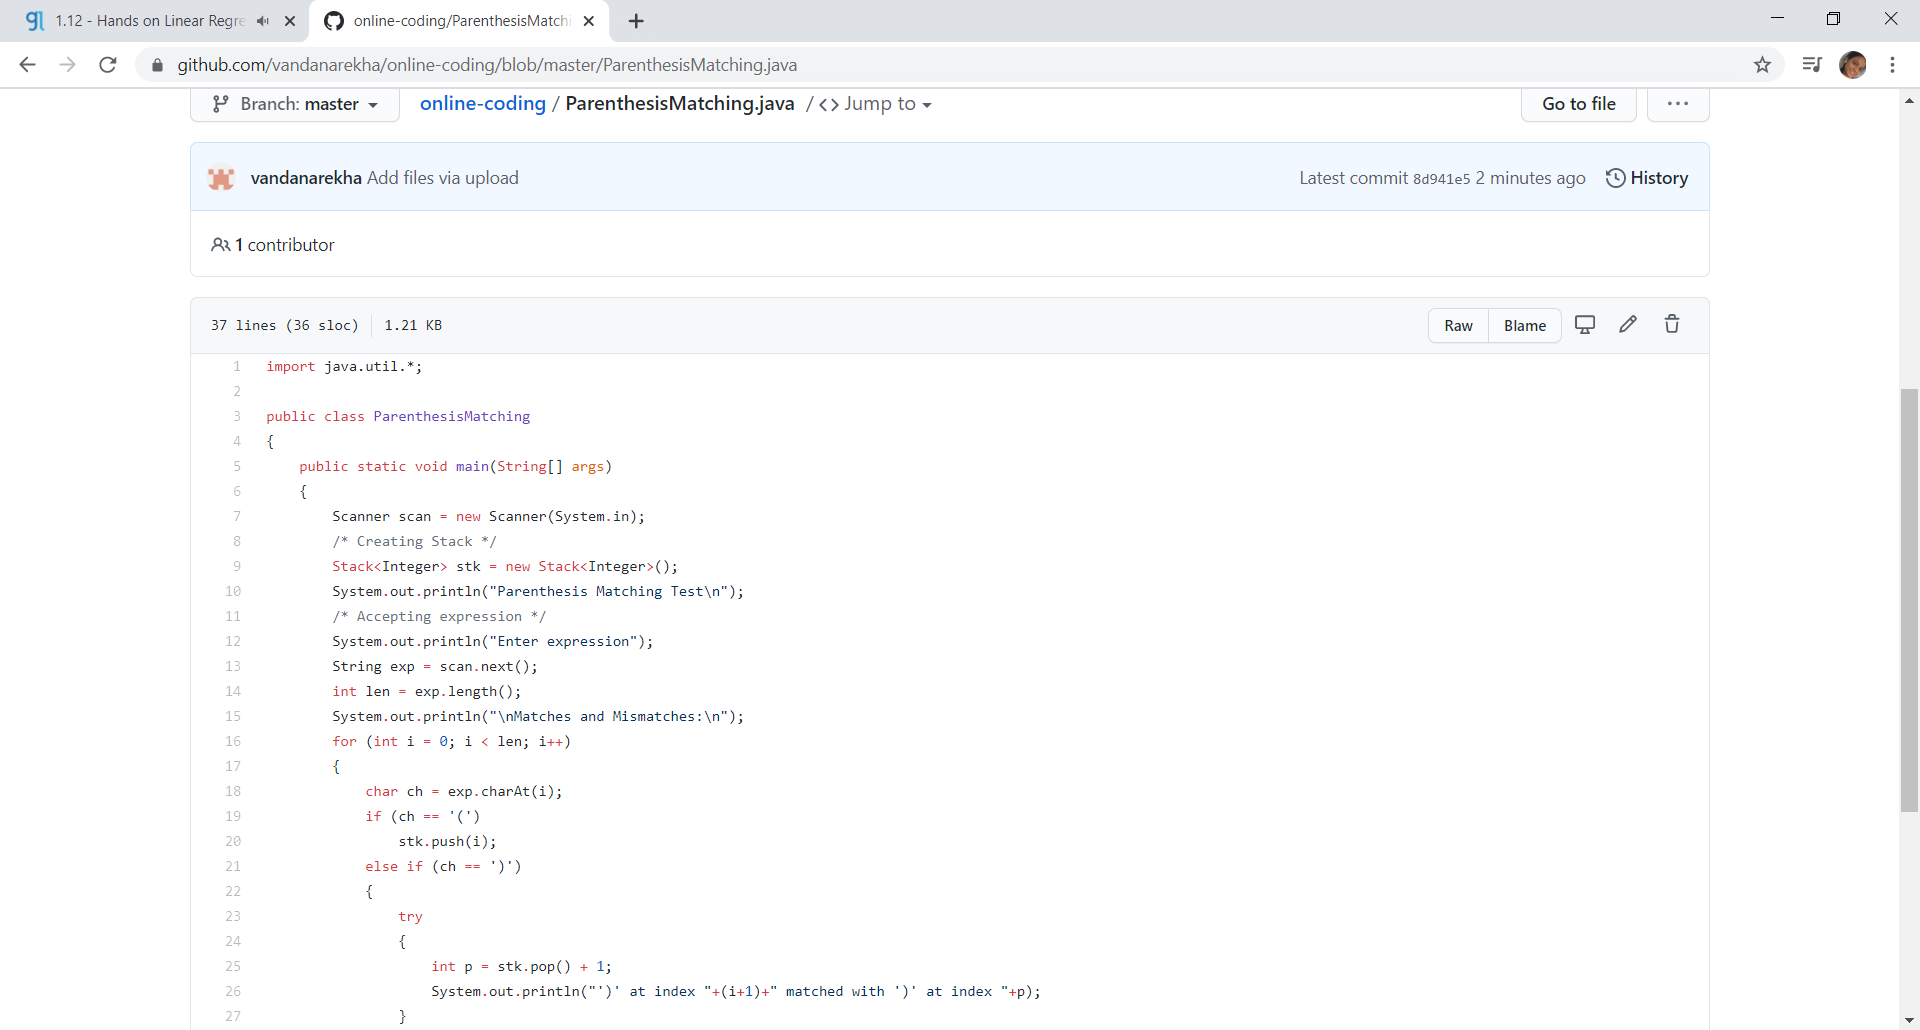 1.12 - Hands on Linear Regre
online-coding/ParenthesisMatchi
github.com/vandanarekha/online-coding/blob/master/ParenthesisMatching.java
Branch: master
online-coding / ParenthesisMatching.java / <> Jump to
Go to file
...
vandanarekha Add files via upload
Latest commit 8d941e5 2 minutes ago
History
1 contributor
37 lines (36 sloc) 1.21 KB
Raw
Blame
1 import java.util.*;
2
3 public class ParenthesisMatching
4 {
5     public static void main(String[] args)
6     {
7         Scanner scan = new Scanner(System.in);
8         /* Creating Stack */
9         Stack<Integer> stk = new Stack<Integer>();
10         System.out.println("Parenthesis Matching Test\n");
11         /* Accepting expression */
12         System.out.println("Enter expression");
13         String exp = scan.next();
14         int len = exp.length();
15         System.out.println("\nMatches and Mismatches:\n");
16         for (int i = 0; i < len; i++)
17         {
18             char ch = exp.charAt(i);
19             if (ch == '(')
20                 stk.push(i);
21             else if (ch == ')')
22             {
23                 try
24                 {
25                     int p = stk.pop() + 1;
26                     System.out.println("')' at index "+(i+1)+" matched with ')' at index "+p);
27                 }